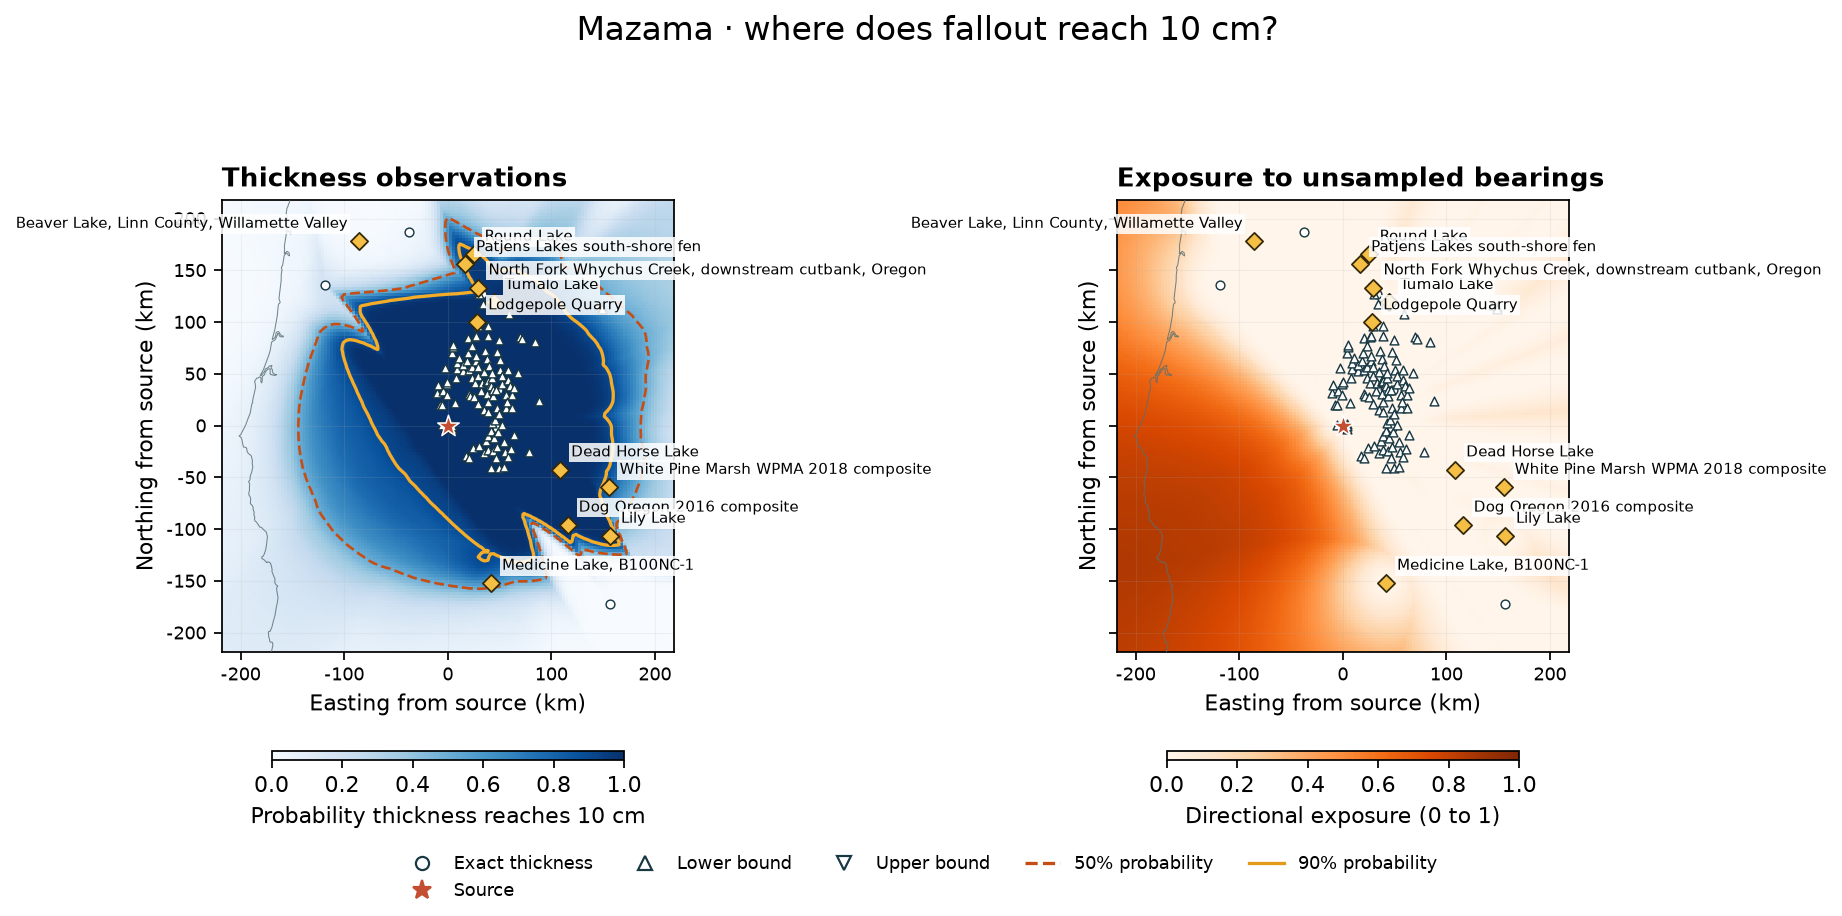 Mazama · where does fallout reach 10 cm?
Thickness observations
Beaver Lake, Linn County, Willamette Valley
Round Lake
Patjens Lakes south-shore fen
North Fork Whychus Creek, downstream cutbank, Oregon
Tumalo Lake
Lodgepole Quarry
Dead Horse Lake
White Pine Marsh WPMA 2018 composite
Dog Oregon 2016 composite
Lily Lake
Medicine Lake, B100NC-1
Northing from source (km)
200
150
100
50
0
-50
-100
-150
-200
-200 -100 0 100 200
Easting from source (km)
0.0 0.2 0.4 0.6 0.8 1.0
Probability thickness reaches 10 cm
Exposure to unsampled bearings
Beaver Lake, Linn County, Willamette Valley
Round Lake
Patjens Lakes south-shore fen
North Fork Whychus Creek, downstream cutbank, Oregon
Tumalo Lake
Lodgepole Quarry
Dead Horse Lake
White Pine Marsh WPMA 2018 composite
Dog Oregon 2016 composite
Lily Lake
Medicine Lake, B100NC-1
Northing from source (km)
-200 -100 0 100 200
Easting from source (km)
0.0 0.2 0.4 0.6 0.8 1.0
Directional exposure (0 to 1)
Exact thickness
Lower bound
Upper bound
50% probability
90% probability
Source